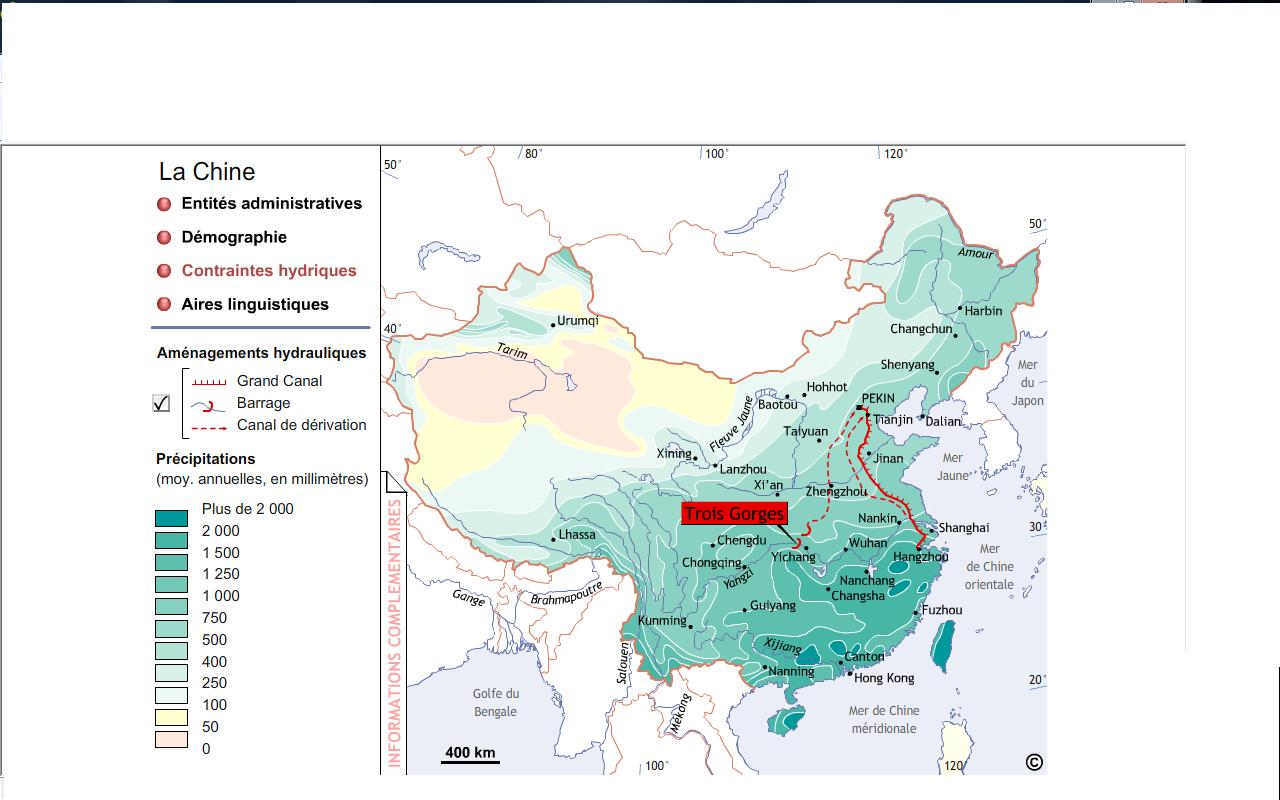 La Chine
Entités administratives
Démographie
Contraintes hydriques
Aires linguistiques
Aménagements hydrauliques
Grand Canal
Barrage
Canal de dérivation
Précipitations
(moy. annuelles, en millimètres)
Plus de 2 000
2 000
1 500
1 250
1 000
750
500
400
250
100
50
0
INFORMATIONS COMPLEMENTAIRES
80°
100°
120°
50°
50°
Amour
Harbin
Changchun
Urumqi
40°
Tarim
Shenyang
Mer
du
Japon
Hohhot
Baotou
PEKIN
Tianjin
Dalian
Fleuve Jaune
Taiyuan
Xining
Lanzhou
Jinan
Mer
Jaune
Xi'an
Zhengzhou
Trois Gorges
Nankin
Shanghai
30°
Lhassa
Chengdu
Yichang
Wuhan
Hangzhou
Mer
de Chine
orientale
Chongqing
Yangzi
Nanchang
Changsha
Gange
Brahmapoutre
Guiyang
Fuzhou
Kunming
Xijiang
Canton
Salouen
Nanning
Hong Kong
20°
Golfe du
Bengale
Mékong
Mer de Chine
méridionale
400 km
100°
120
©